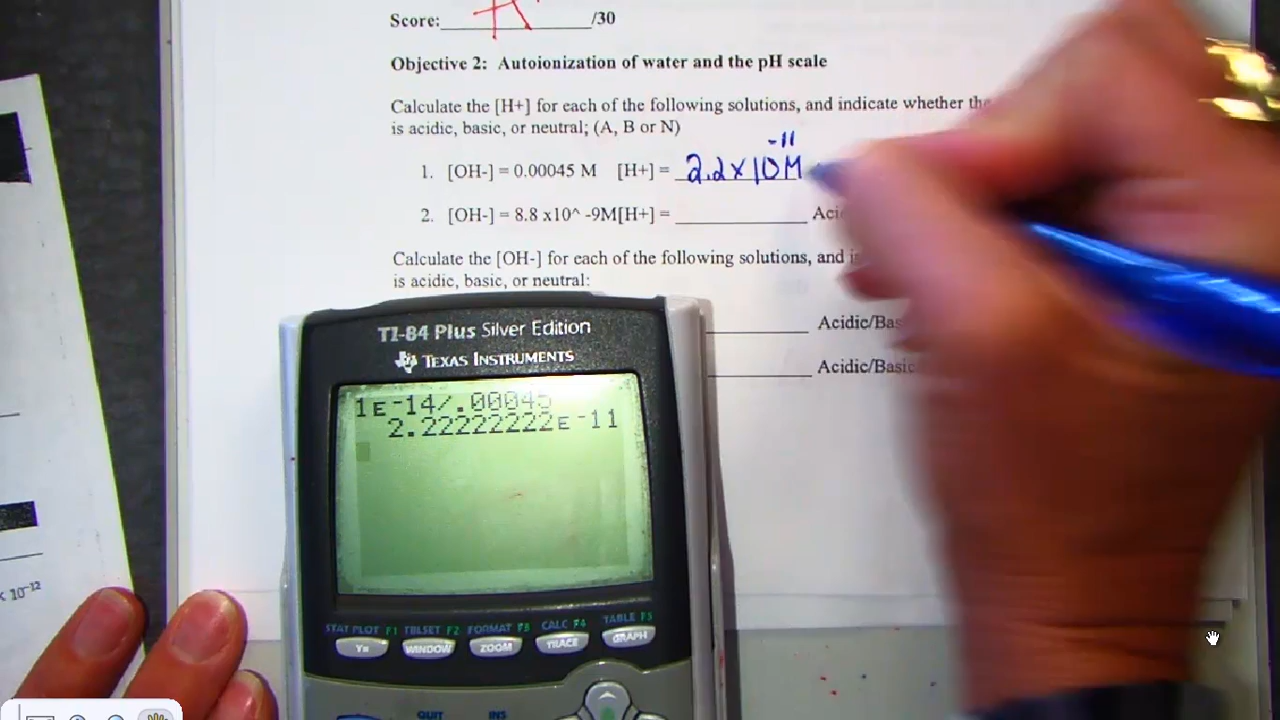 Score: /30
Objective 2: Autoionization of water and the pH scale
Calculate the [H+] for each of the following solutions, and indicate whether the
is acidic, basic, or neutral; (A, B or N)
1. [OH-] = 0.00045 M [H+] = 2.2 x 10⁻¹¹ M
2. [OH-] = 8.8 x10^ -9M[H+] = ____________
Calculate the [OH-] for each of the following solutions, and
is acidic, basic, or neutral:
Acidic/Bas
Acidic/Basic
TI-84 Plus Silver Edition
TEXAS INSTRUMENTS
1E-14/.00045
2.22222222E-11
STAT PLOT F1 TBLSET F2 FORMAT F3 CALC F4 TABLE F5
Y= WINDOW ZOOM TRACE GRAPH
QUIT INS
10⁻¹²